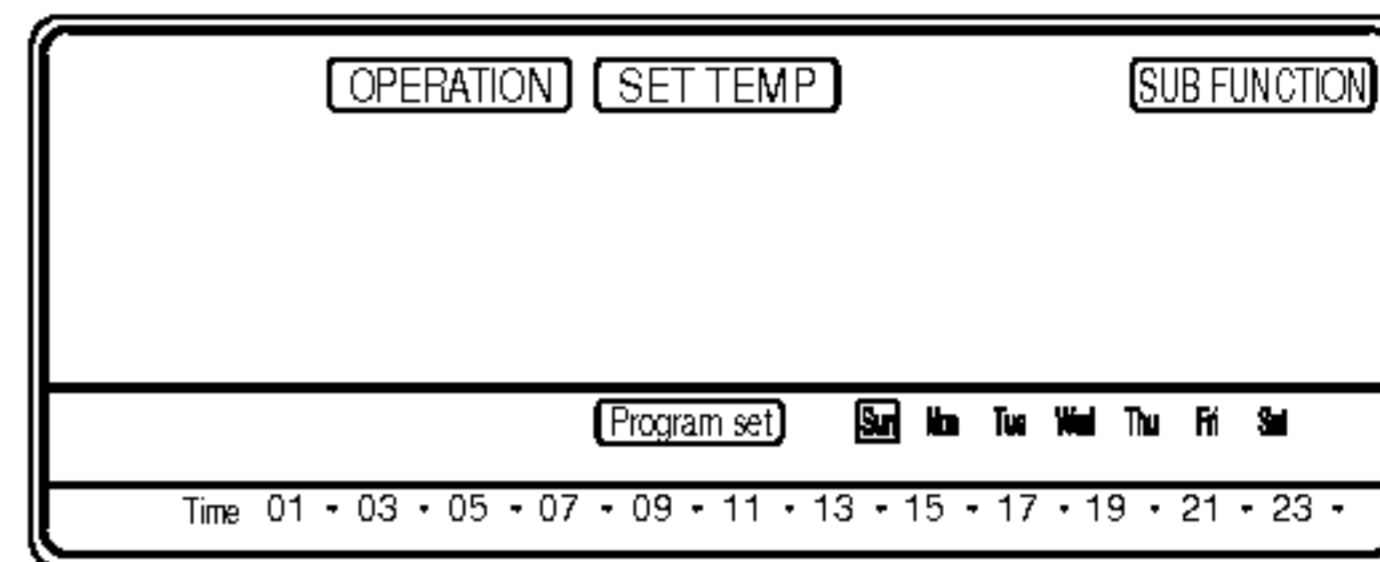 OPERATION SET TEMP SUB FUNCTION
Program set Sun Mon Tue Wed Thu Fri Sat
Time 01 - 03 - 05 - 07 - 09 - 11 - 13 - 15 - 17 - 19 - 21 - 23 -